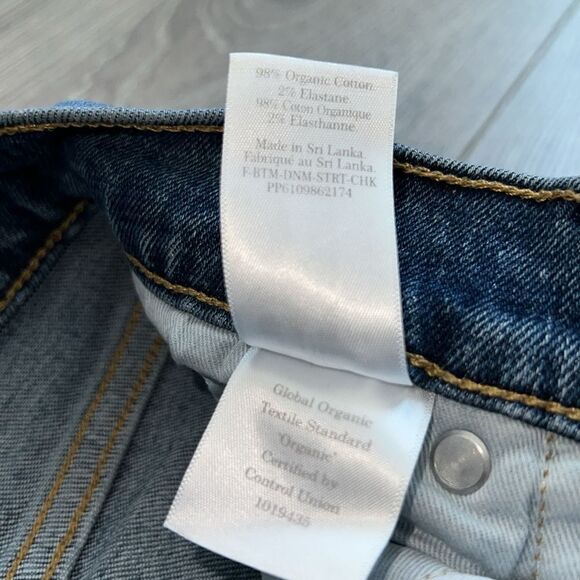 98% Organic Cotton.
2% Elastane.
98% Coton Organique
2% Elasthanne.
Made in Sri Lanka.
Fabriqué au Sri Lanka.
F-BTM-DNM-STRT-CHK
PP6109862174
Global Organic
Textile Standard
"Organic"
Certified by
Control Union
1019435